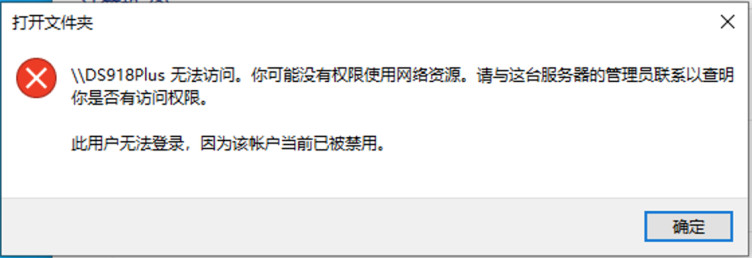 打开文件夹
\\DS918Plus 无法访问。你可能没有权限使用网络资源。请与这台服务器的管理员联系以查明
你是否有访问权限。
此用户无法登录，因为该帐户当前已被禁用。
确定